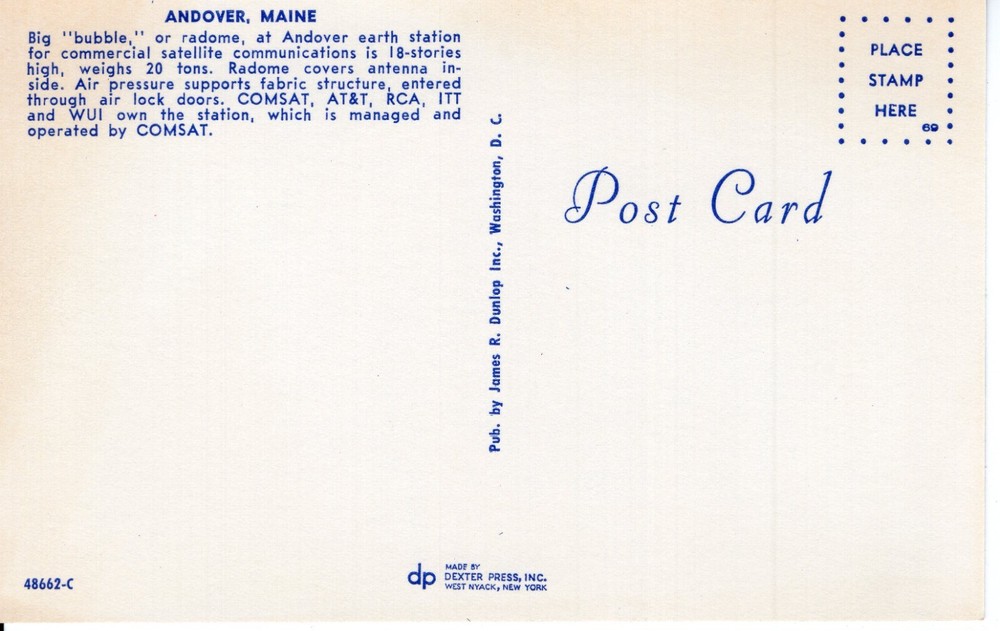 ANDOVER, MAINE
Big "bubble," or radome, at Andover earth station
for commercial satellite communications is 18-stories
high, weighs 20 tons. Radome covers antenna in-
side. Air pressure supports fabric structure, entered
through air lock doors. COMSAT, AT&T, RCA, ITT
and WUI own the station, which is managed and
operated by COMSAT.
Pub. by James R. Dunlop Inc., Washington, D. C.
PLACE
STAMP
HERE
69
Post Card
48662-C
dp
MADE BY
DEXTER PRESS, INC.
WEST NYACK, NEW YORK